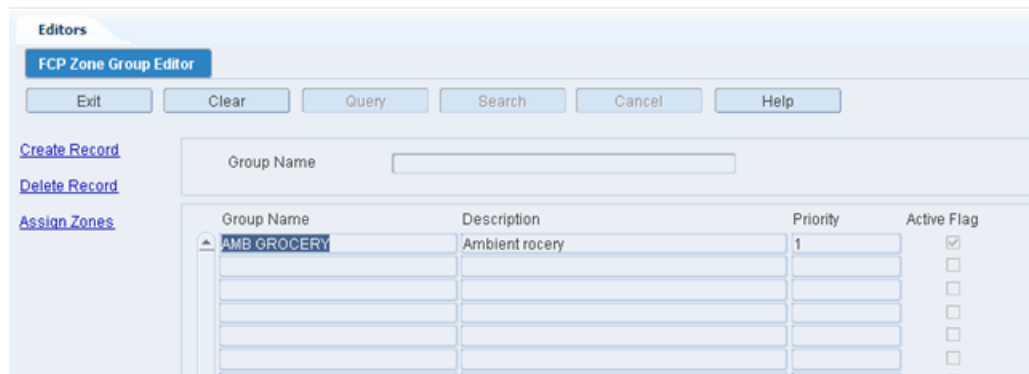 Editors
FCP Zone Group Editor
Exit Clear Query Search Cancel Help
Create Record
Delete Record
Assign Zones
Group Name
Group Name Description Priority Active Flag
AMB GROCERY Ambient rocery 1